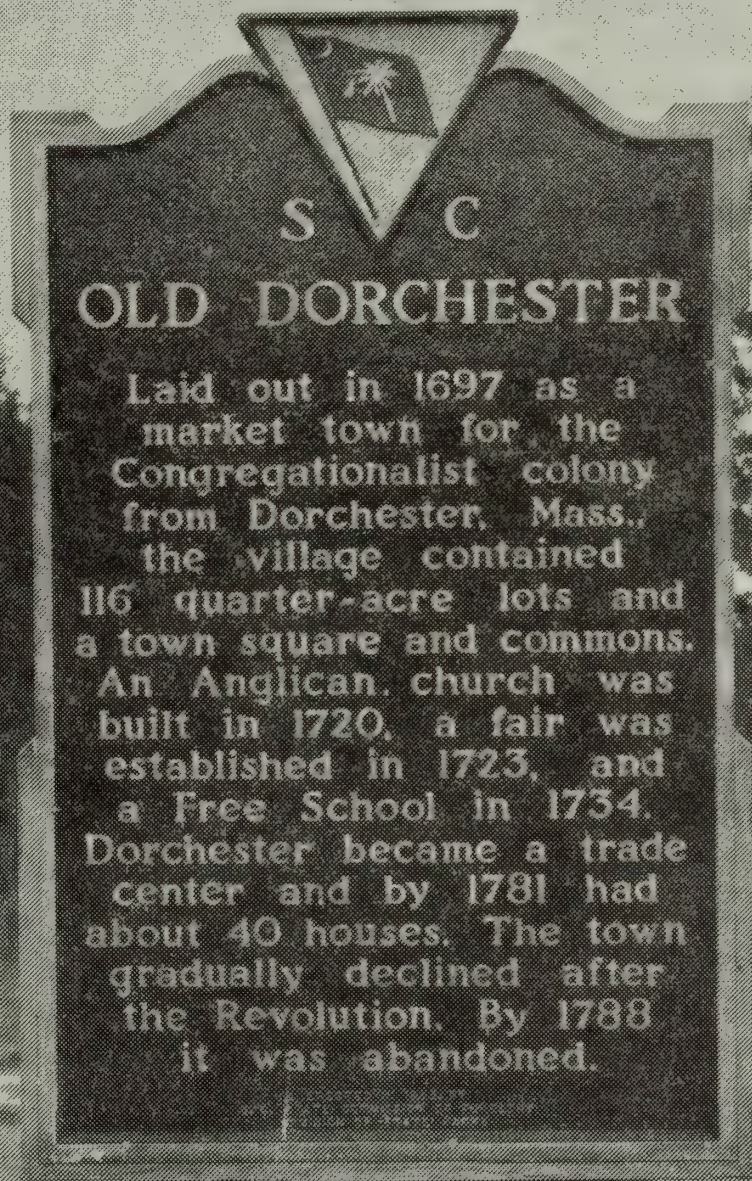 S C
OLD DORCHESTER
Laid out in 1697 as a
market town for the
Congregationalist colony
from Dorchester, Mass.,
the village contained
116 quarter-acre lots and
a town square and commons.
An Anglican church was
built in 1720, a fair was
established in 1723, and
a Free School in 1734.
Dorchester became a trade
center and by 1781 had
about 40 houses. The town
gradually declined after
the Revolution. By 1788
it was abandoned.